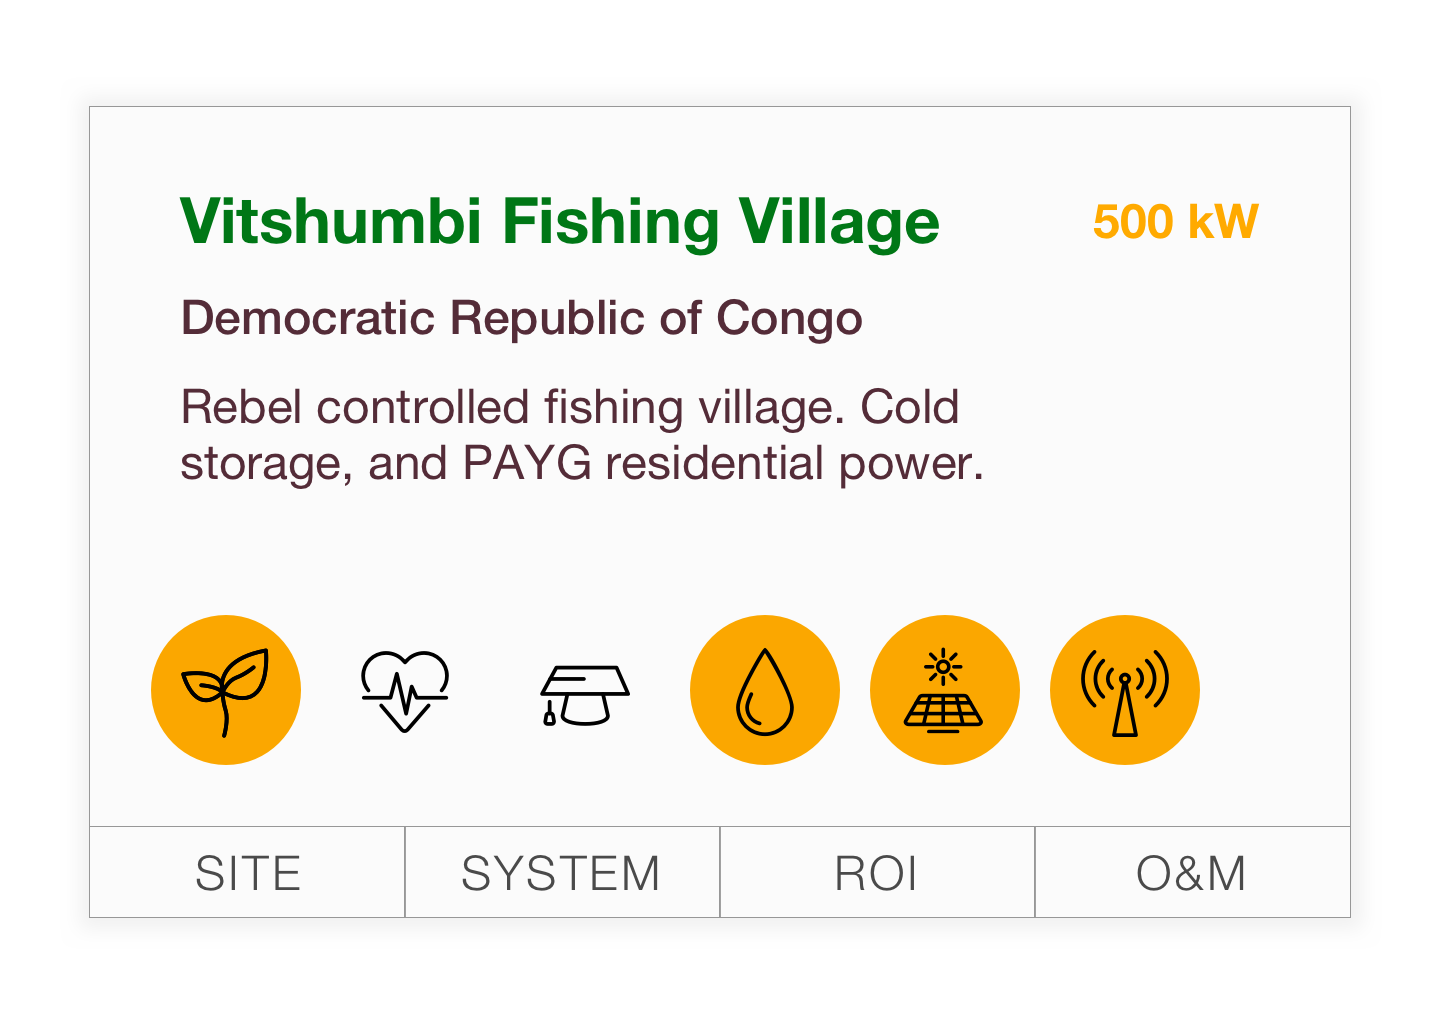 Vitshumbi Fishing Village
500 kW
Democratic Republic of Congo
Rebel controlled fishing village. Cold
storage, and PAYG residential power.
SITE
SYSTEM
ROI
O&M